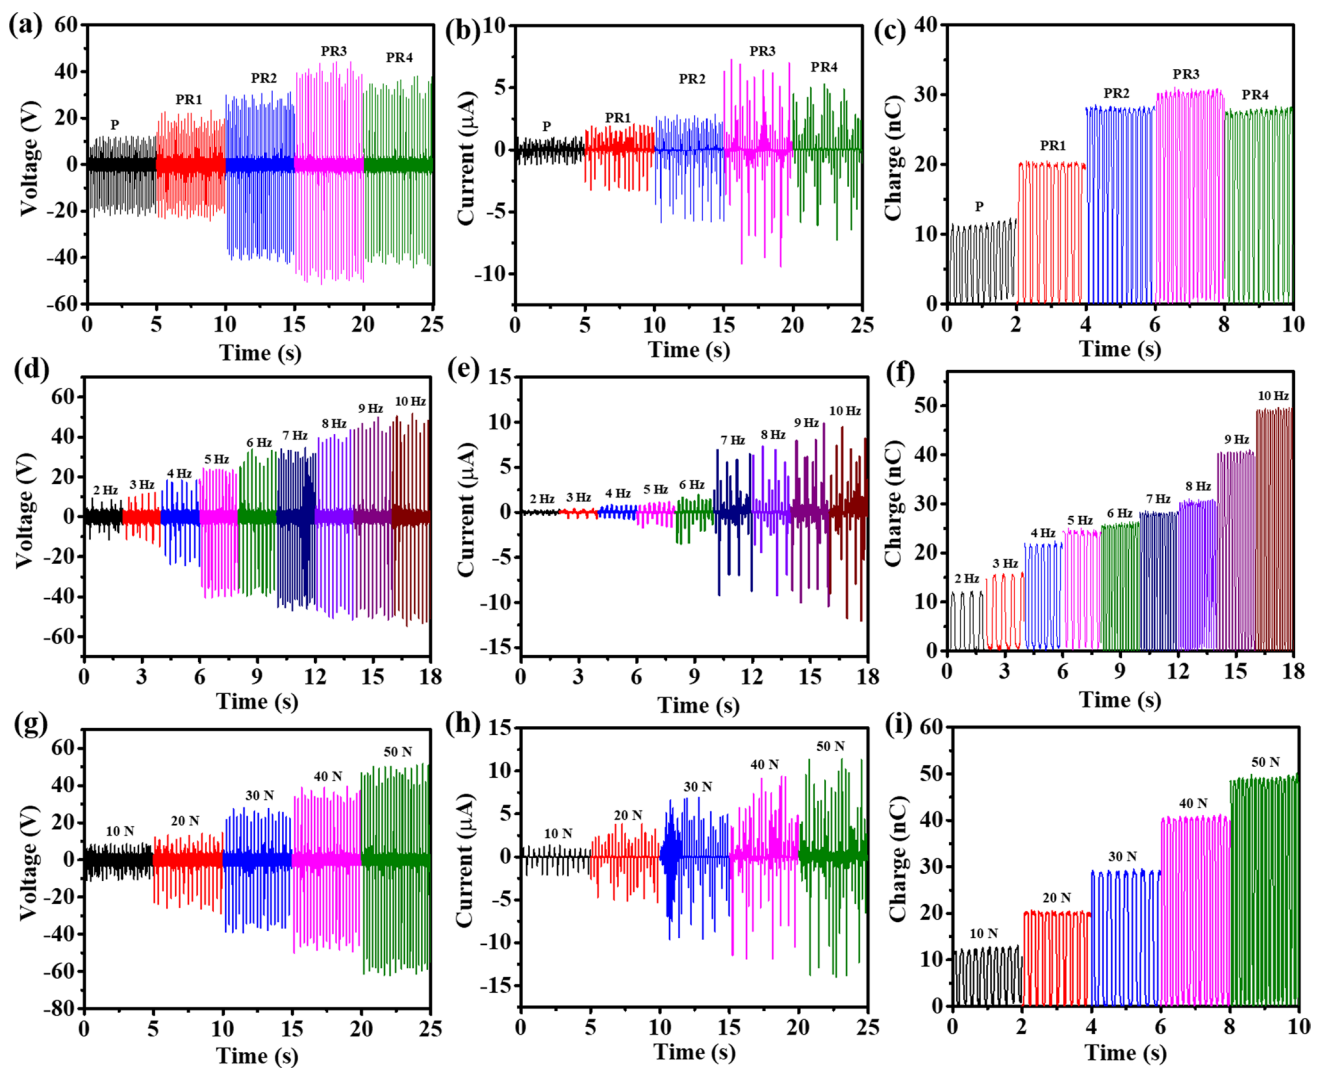 (a)
Voltage (V)
60
40
20
0
-20
-40
-60
P
PR1
PR2
PR3
PR4
0 5 10 15 20 25
Time (s)
(b)
Current (μA)
10
5
0
-5
-10
P
PR1
PR2
PR3
PR4
0 5 10 15 20 25
Time (s)
(c)
Charge (nC)
40
30
20
10
0
P
PR1
PR2
PR3
PR4
0 2 4 6 8 10
Time (s)
(d)
Voltage (V)
60
40
20
0
-20
-40
-60
2 Hz
3 Hz
4 Hz
5 Hz
6 Hz
7 Hz
8 Hz
9 Hz
10 Hz
0 3 6 9 12 15 18
Time (s)
(e)
Current (μA)
15
10
5
0
-5
-10
-15
2 Hz
3 Hz
4 Hz
5 Hz
6 Hz
7 Hz
8 Hz
9 Hz
10 Hz
0 3 6 9 12 15 18
Time (s)
(f)
Charge (nC)
50
40
30
20
10
0
2 Hz
3 Hz
4 Hz
5 Hz
6 Hz
7 Hz
8 Hz
9 Hz
10 Hz
0 3 6 9 12 15 18
Time (s)
(g)
Voltage (V)
60
40
20
0
-20
-40
-60
-80
10 N
20 N
30 N
40 N
50 N
0 5 10 15 20 25
Time (s)
(h)
Current (μA)
15
10
5
0
-5
-10
-15
10 N
20 N
30 N
40 N
50 N
0 5 10 15 20 25
Time (s)
(i)
Charge (nC)
60
50
40
30
20
10
0
10 N
20 N
30 N
40 N
50 N
0 2 4 6 8 10
Time (s)